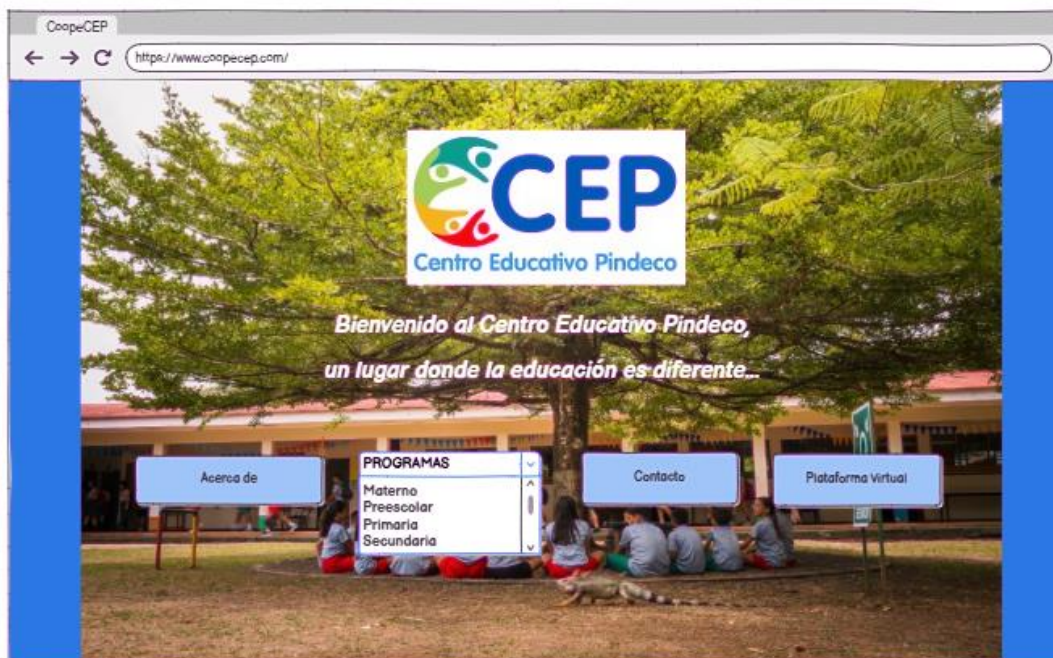 CoopeCEP
https://www.coopecep.com/
CEP
Centro Educativo Pindeco
Bienvenido al Centro Educativo Pindeco,
un lugar donde la educación es diferente...
Acerca de
PROGRAMAS
Materno
Preescolar
Primaria
Secundaria
Contacto
Plataforma Virtual